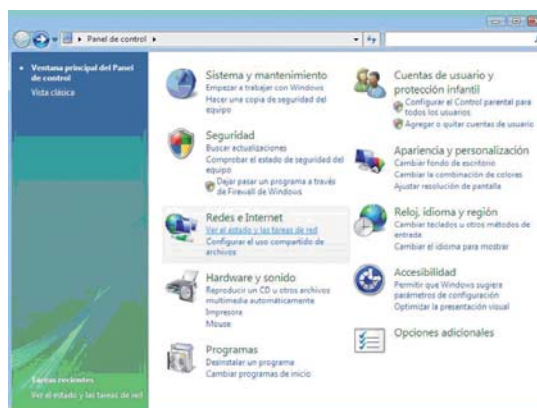 Panel de control
Ventana principal del Panel
de control
Vista clásica
Sistema y mantenimiento
Empezar a trabajar con Windows
Hacer una copia de seguridad del
equipo
Seguridad
Buscar actualizaciones
Comprobar el estado de seguridad del
equipo
Dejar pasar un programa a través
de Firewall de Windows
Redes e Internet
Ver el estado y las tareas de red
Configurar el uso compartido de
archivos
Hardware y sonido
Reproducir un CD u otros archivos
multimedia automáticamente
Impresora
Mouse
Programas
Desinstalar un programa
Cambiar programas de inicio
Cuentas de usuario y
protección infantil
Configurar el Control parental para
todos los usuarios
Agregar o quitar cuentas de usuario
Apariencia y personalización
Cambiar fondo de escritorio
Cambiar la combinación de colores
Ajustar resolución de pantalla
Reloj, idioma y región
Cambiar teclados u otros métodos de
entrada
Cambiar el idioma para mostrar
Accesibilidad
Permitir que Windows sugiera
parámetros de configuración
Optimizar la presentación visual
Opciones adicionales
Tareas recientes
Ver el estado y las tareas de red